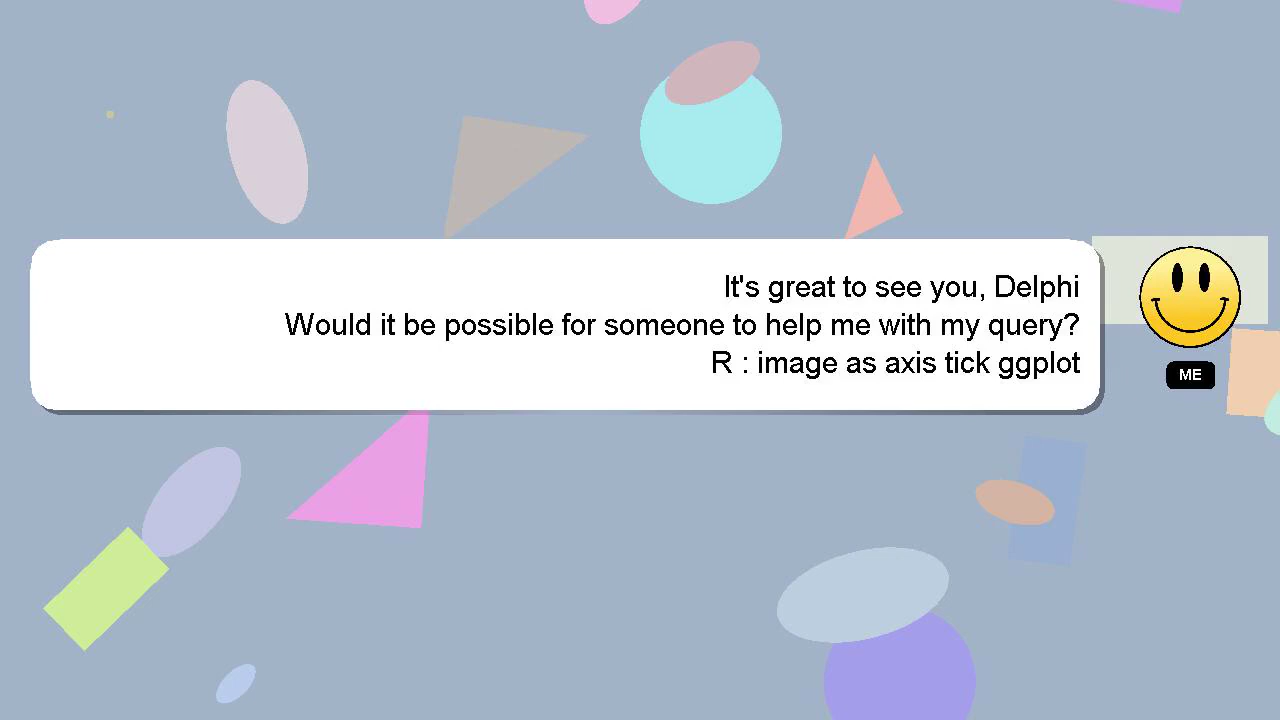 It's great to see you, Delphi
Would it be possible for someone to help me with my query?
R : image as axis tick ggplot
ME